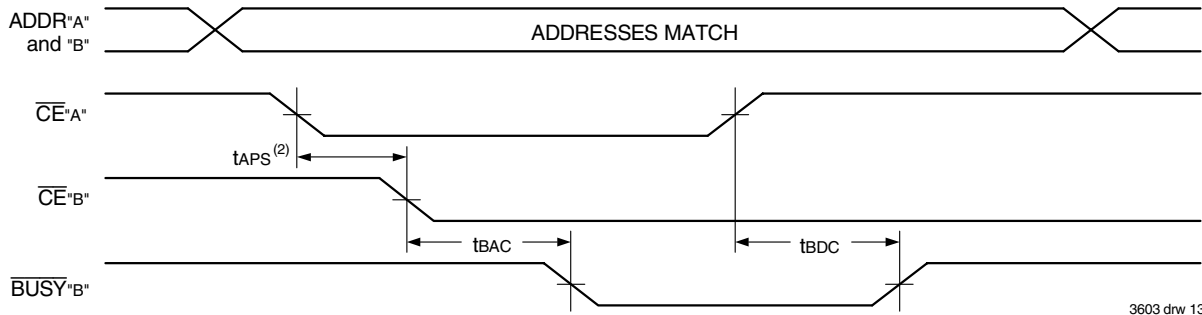 ADDR"A"
and "B"
ADDRESSES MATCH
CE"A"
tAPS(2)
CE"B"
tBAC
tBDC
BUSY"B"
3603 drw 13